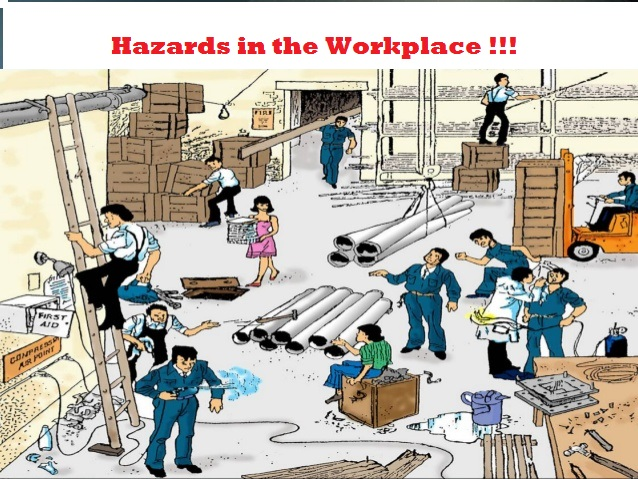 Hazards in the Workplace !!!
FIRE
FIRST
AID
COMPRESSED
AIR POINT